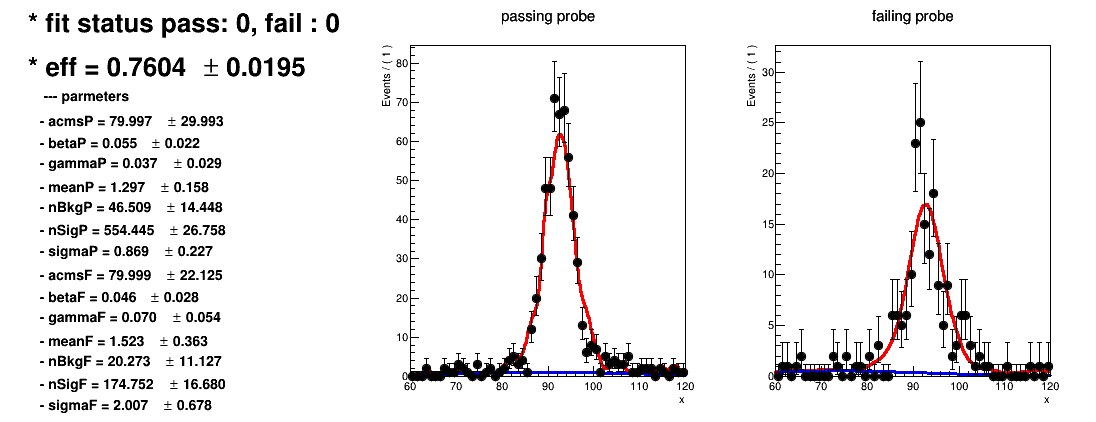 * fit status pass: 0, fail : 0
* eff = 0.7604 ± 0.0195
--- parmeters
- acmsP = 79.997 ± 29.993
- betaP = 0.055 ± 0.022
- gammaP = 0.037 ± 0.029
- meanP = 1.297 ± 0.158
- nBkgP = 46.509 ± 14.448
- nSigP = 554.445 ± 26.758
- sigmaP = 0.869 ± 0.227
- acmsF = 79.999 ± 22.125
- betaF = 0.046 ± 0.028
- gammaF = 0.070 ± 0.054
- meanF = 1.523 ± 0.363
- nBkgF = 20.273 ± 11.127
- nSigF = 174.752 ± 16.680
- sigmaF = 2.007 ± 0.678
passing probe
Events / ( 1 )
80
70
60
50
40
30
20
10
0
60 70 80 90 100 110 120
x
failing probe
Events / ( 1 )
30
25
20
15
10
5
0
60 70 80 90 100 110 120
x